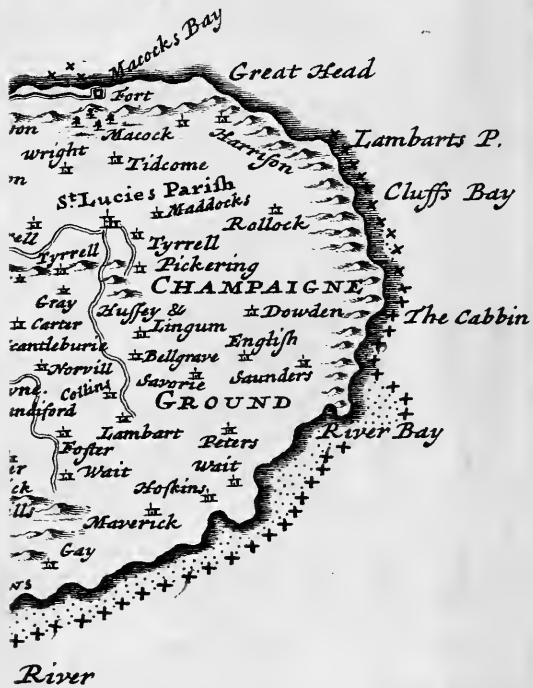 Macocks Bay
Great Head
Fort
Macock
Harrison
Lambarts P.
wright
Tidcome
Cluffs Bay
St. Lucies Pariſh
Maddocks
Rollock
Tyrrell
Tyrrell
Pickering
CHAMPAIGNE
Gray
Huſſey &
Lingum
Dowden
The Cabbin
Carter
Engliſh
Bellgrave
Norvill
Savorie
Saunders
Collins
GROUND
Lambart
Peters
River Bay
Foster
Wait
Wait
Hoſkins
Maverick
Gay
River